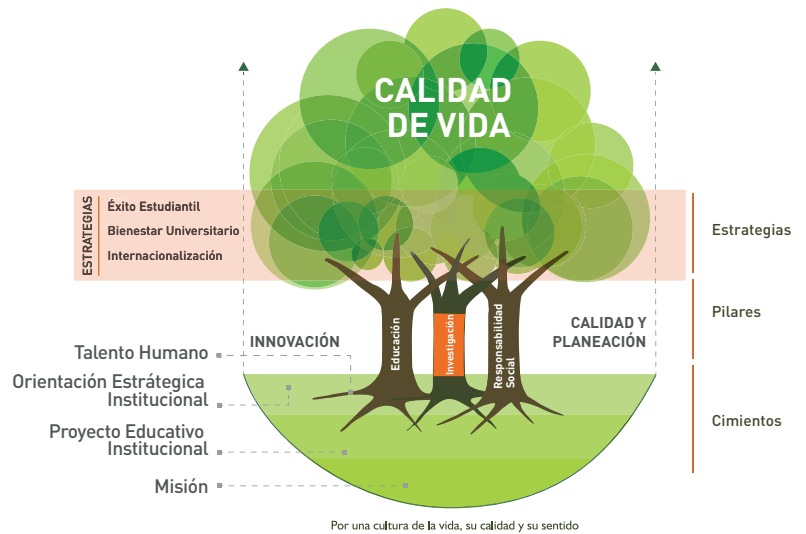 CALIDAD
DE VIDA
ESTRATEGIAS
Éxito Estudiantil
Bienestar Universitario
Internacionalización
Estrategias
Pilares
Cimientos
INNOVACIÓN
Educación
Investigación
Responsabilidad
Social
CALIDAD Y
PLANEACIÓN
Talento Humano
Orientación Estrátegica
Institucional
Proyecto Educativo
Institucional
Misión
Por una cultura de la vida, su calidad y su sentido